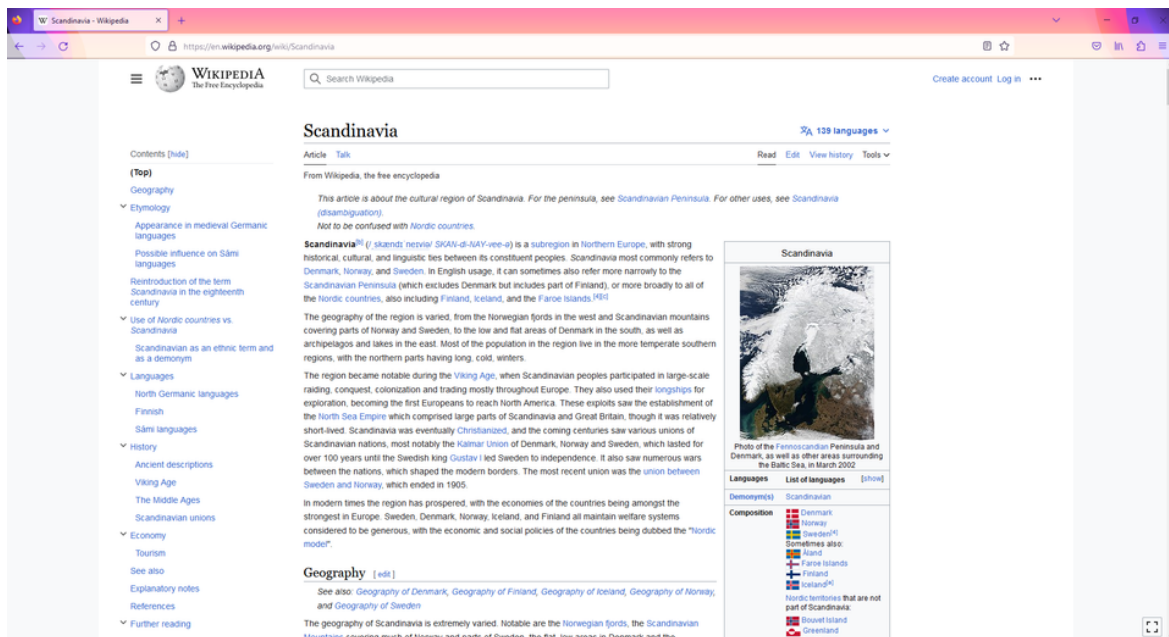 Scandinavia - Wikipedia
https://en.wikipedia.org/wiki/Scandinavia
WIKIPEDIA
The Free Encyclopedia
Search Wikipedia
Create account Log in
Contents [hide]
(Top)
Geography
Etymology
Appearance in medieval Germanic
languages
Possible influence on Sámi
languages
Reintroduction of the term
Scandinavia in the eighteenth
century
Use of Nordic countries vs.
Scandinavia
Scandinavian as an ethnic term and
as a demonym
Languages
North Germanic languages
Finnish
Sámi languages
History
Ancient descriptions
Viking Age
The Middle Ages
Scandinavian unions
Economy
Tourism
See also
Explanatory notes
References
Further reading
Scandinavia
139 languages
Article Talk
Read Edit View history Tools
From Wikipedia, the free encyclopedia
This article is about the cultural region of Scandinavia. For the peninsula, see Scandinavian Peninsula. For other uses, see Scandinavia
(disambiguation).
Not to be confused with Nordic countries.
Scandinavia[b] (/ˌskændɪˈneɪviə/ SKAN-di-NAY-vee-ə) is a subregion in Northern Europe, with strong
historical, cultural, and linguistic ties between its constituent peoples. Scandinavia most commonly refers to
Denmark, Norway, and Sweden. In English usage, it can sometimes also refer more narrowly to the
Scandinavian Peninsula (which excludes Denmark but includes part of Finland), or more broadly to all of
the Nordic countries, also including Finland, Iceland, and the Faroe Islands.[4][c]
The geography of the region is varied, from the Norwegian fjords in the west and Scandinavian mountains
covering parts of Norway and Sweden, to the low and flat areas of Denmark in the south, as well as
archipelagos and lakes in the east. Most of the population in the region live in the more temperate southern
regions, with the northern parts having long, cold, winters.
The region became notable during the Viking Age, when Scandinavian peoples participated in large-scale
raiding, conquest, colonization and trading mostly throughout Europe. They also used their longships for
exploration, becoming the first Europeans to reach North America. These exploits saw the establishment of
the North Sea Empire which comprised large parts of Scandinavia and Great Britain, though it was relatively
short-lived. Scandinavia was eventually Christianized, and the coming centuries saw various unions of
Scandinavian nations, most notably the Kalmar Union of Denmark, Norway and Sweden, which lasted for
over 100 years until the Swedish king Gustav I led Sweden to independence. It also saw numerous wars
between the nations, which shaped the modern borders. The most recent union was the union between
Sweden and Norway, which ended in 1905.
In modern times the region has prospered, with the economies of the countries being amongst the
strongest in Europe. Sweden, Denmark, Norway, Iceland, and Finland all maintain welfare systems
considered to be generous, with the economic and social policies of the countries being dubbed the "Nordic
model".
Geography [edit]
See also: Geography of Denmark, Geography of Finland, Geography of Iceland, Geography of Norway,
and Geography of Sweden
The geography of Scandinavia is extremely varied. Notable are the Norwegian fjords, the Scandinavian
Mountains covering much of Norway and parts of Sweden, the flat, low areas in Denmark and the
Scandinavia
Photo of the Fennoscandian Peninsula and
Denmark, as well as other areas surrounding
the Baltic Sea, in March 2002
Languages List of languages [show]
Demonym(s) Scandinavian
Composition Denmark
Norway
Sweden[a]
Sometimes also:
Åland
Faroe Islands
Finland
Iceland[a]
Nordic territories that are not
part of Scandinavia:
Bouvet Island
Greenland